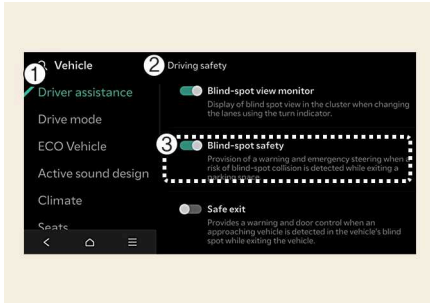 1
Vehicle
Driver assistance
Drive mode
ECO Vehicle
Active sound design
Climate
Seats
2 Driving safety
Blind-spot view monitor
Display of blind spot view in the cluster when changing
the lanes using the turn indicator.
3 Blind-spot safety
Provision of a warning and emergency steering when a
risk of blind-spot collision is detected while exiting a
parking space.
Safe exit
Provides a warning and door control when an
approaching vehicle is detected in the vehicle's blind
spot while exiting the vehicle.